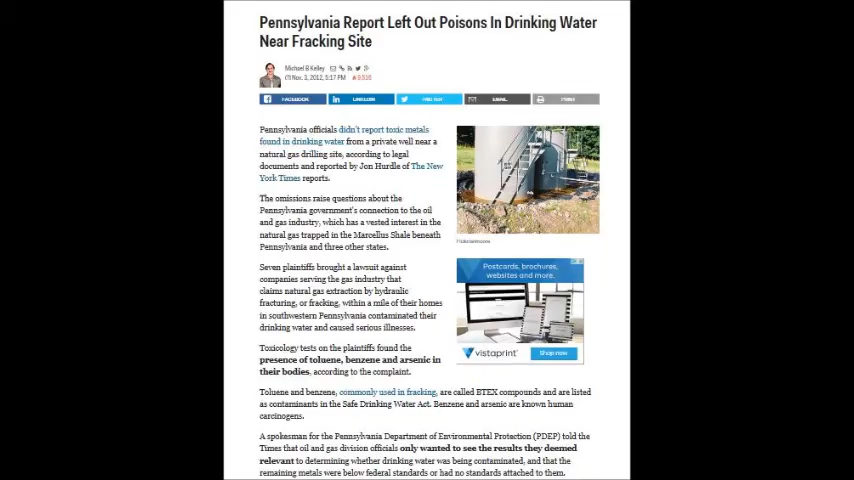 Pennsylvania Report Left Out Poisons In Drinking Water
Near Fracking Site
Michael B Kelley
Nov. 3, 2012, 5:17 PM
FACEBOOK
LINKEDIN
TWITTER
EMAIL
PRINT
Pennsylvania officials didn't report toxic metals
found in drinking water from a private well near a
natural gas drilling site, according to legal
documents and reported by Jon Hurdle of The New
York Times reports.
The omissions raise questions about the
Pennsylvania government's connection to the oil
and gas industry, which has a vested interest in the
natural gas trapped in the Marcellus Shale beneath
Pennsylvania and three other states.
Seven plaintiffs brought a lawsuit against
companies serving the gas industry that
claims natural gas extraction by hydraulic
fracturing, or fracking, within a mile of their homes
in southwestern Pennsylvania contaminated their
drinking water and caused serious illnesses.
Postcards, brochures,
websites and more.
vistaprint
Shop now
Toxicology tests on the plaintiffs found the
presence of toluene, benzene and arsenic in
their bodies, according to the complaint.
Toluene and benzene, commonly used in fracking, are called BTEX compounds and are listed
as contaminants in the Safe Drinking Water Act. Benzene and arsenic are known human
carcinogens.
A spokesman for the Pennsylvania Department of Environmental Protection (PDEP) told the
Times that oil and gas division officials only wanted to see the results they deemed
relevant to determining whether drinking water was being contaminated, and that the
remaining metals were below federal standards or had no standards attached to them.